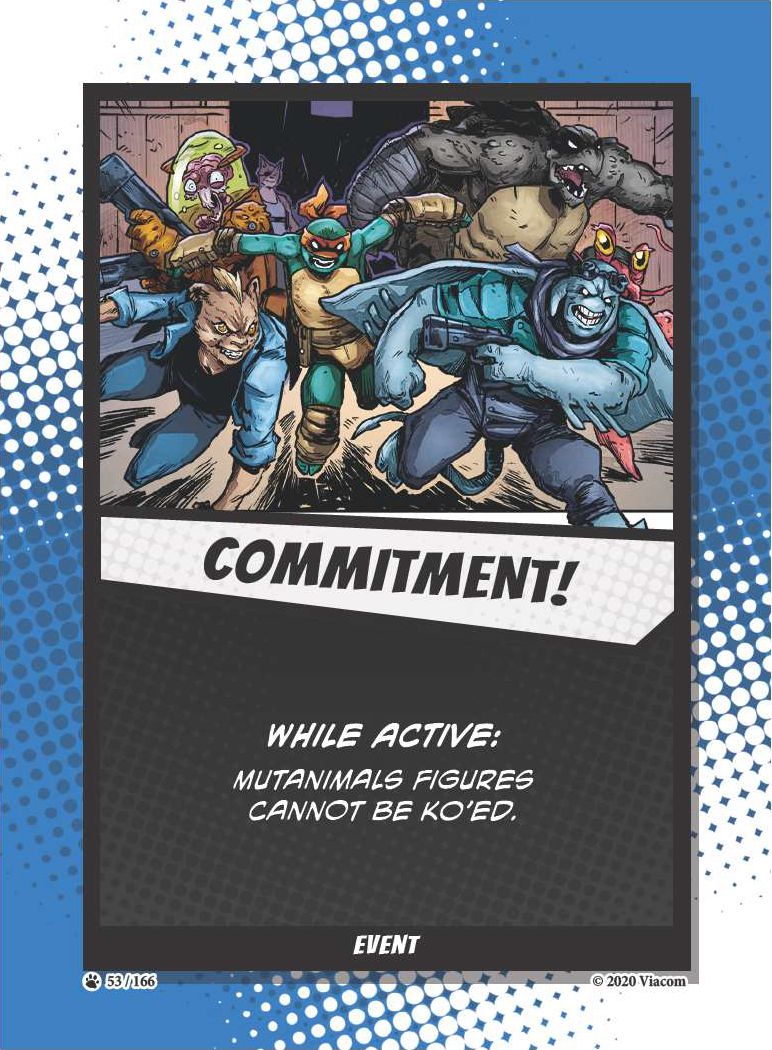 COMMITMENT!
WHILE ACTIVE:
MUTANIMALS FIGURES
CANNOT BE KO'ED.
EVENT
53/166
© 2020 Viacom